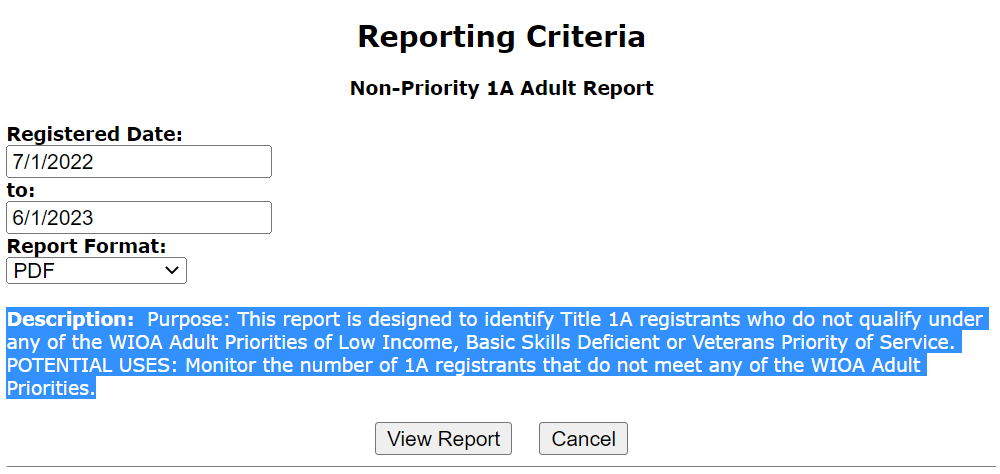 Reporting Criteria
Non-Priority 1A Adult Report
Registered Date:
7/1/2022
to:
6/1/2023
Report Format:
PDF
Description:  Purpose: This report is designed to identify Title 1A registrants who do not qualify under
any of the WIOA Adult Priorities of Low Income, Basic Skills Deficient or Veterans Priority of Service.
POTENTIAL USES: Monitor the number of 1A registrants that do not meet any of the WIOA Adult
Priorities.
View Report Cancel